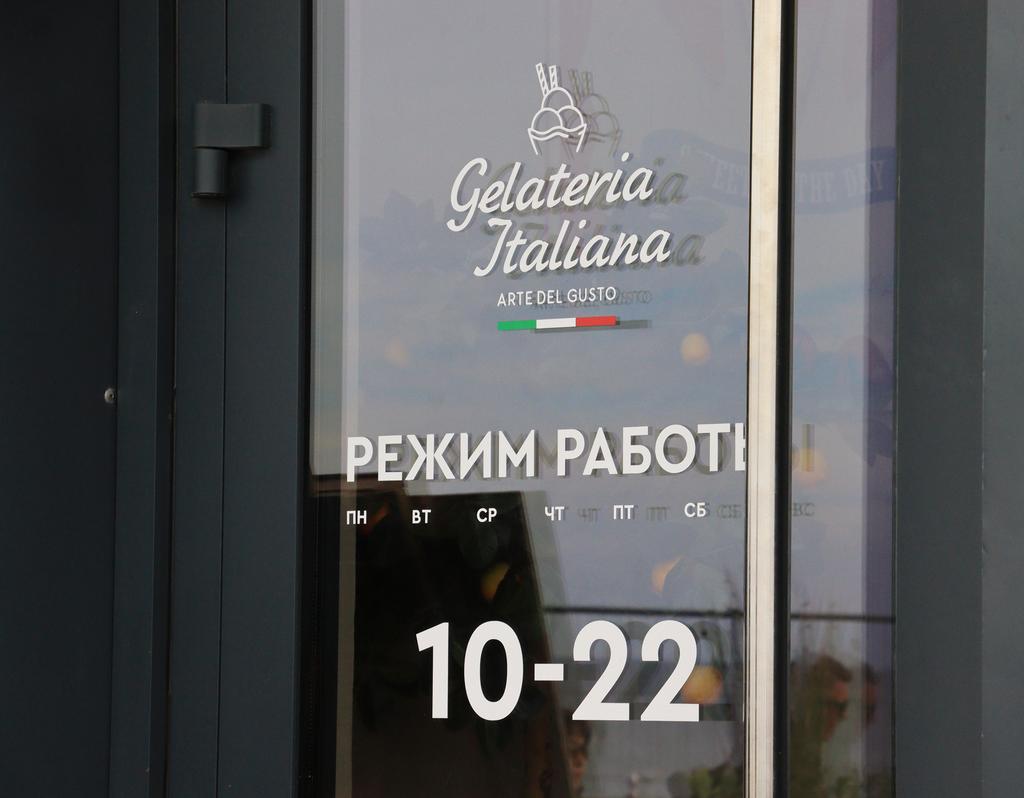 Gelateria
Italiana
ARTE DEL GUSTO
РЕЖИМ РАБОТЫ
ПН ВТ СР ЧТ ПТ СБ
10-22